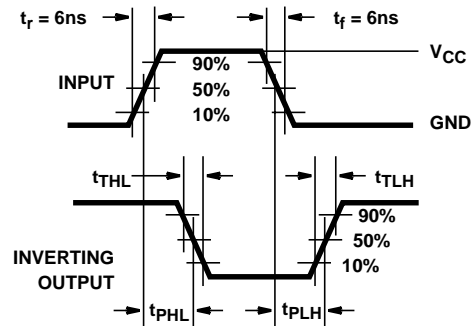 tr = 6ns
tf = 6ns
VCC
INPUT
90%
50%
10%
GND
tTHL
tTLH
90%
50%
10%
INVERTING
OUTPUT
tPHL
tPLH